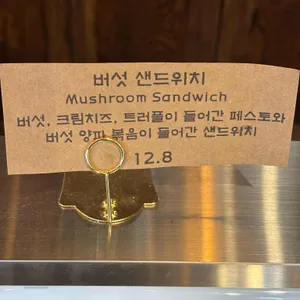 버섯 샌드위치
Mushroom Sandwich
버섯, 크림치즈, 트러플이 들어간 페스토와
버섯 양파 볶음이 들어간 샌드위치
12.8